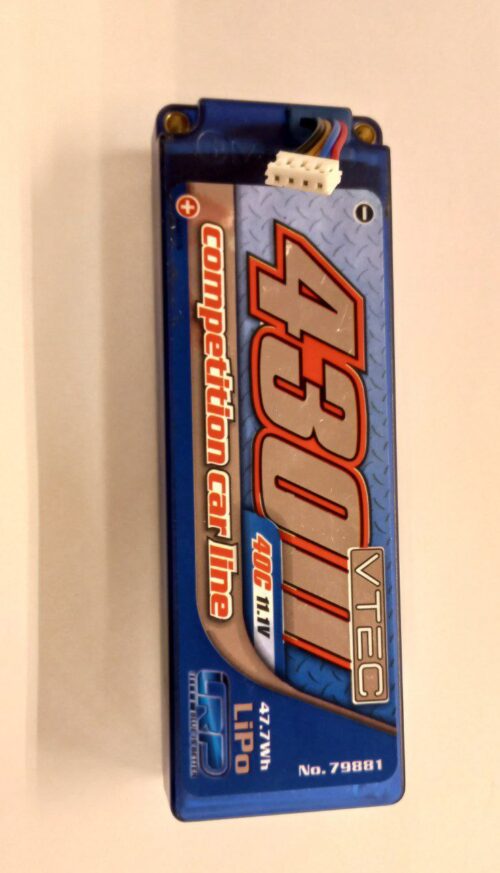 4300
VTEC
40C 11.1V
competition car line
47.7Wh
LiPo
LRP
No. 79881